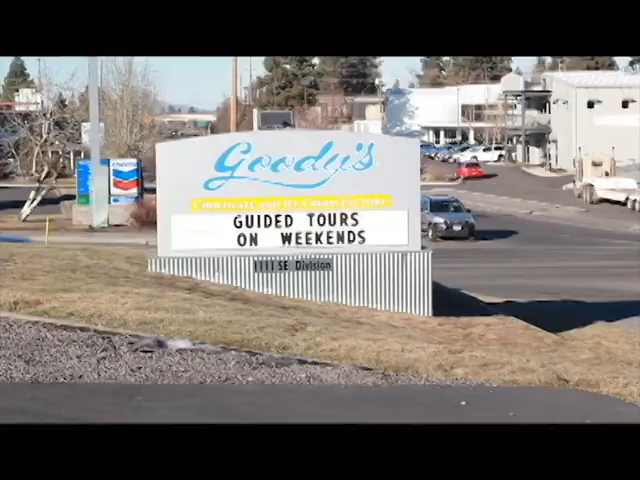 Goody's
CHOCOLATE AND ICE CREAM FACTORY
GUIDED TOURS
ON WEEKENDS
1111 SE Division